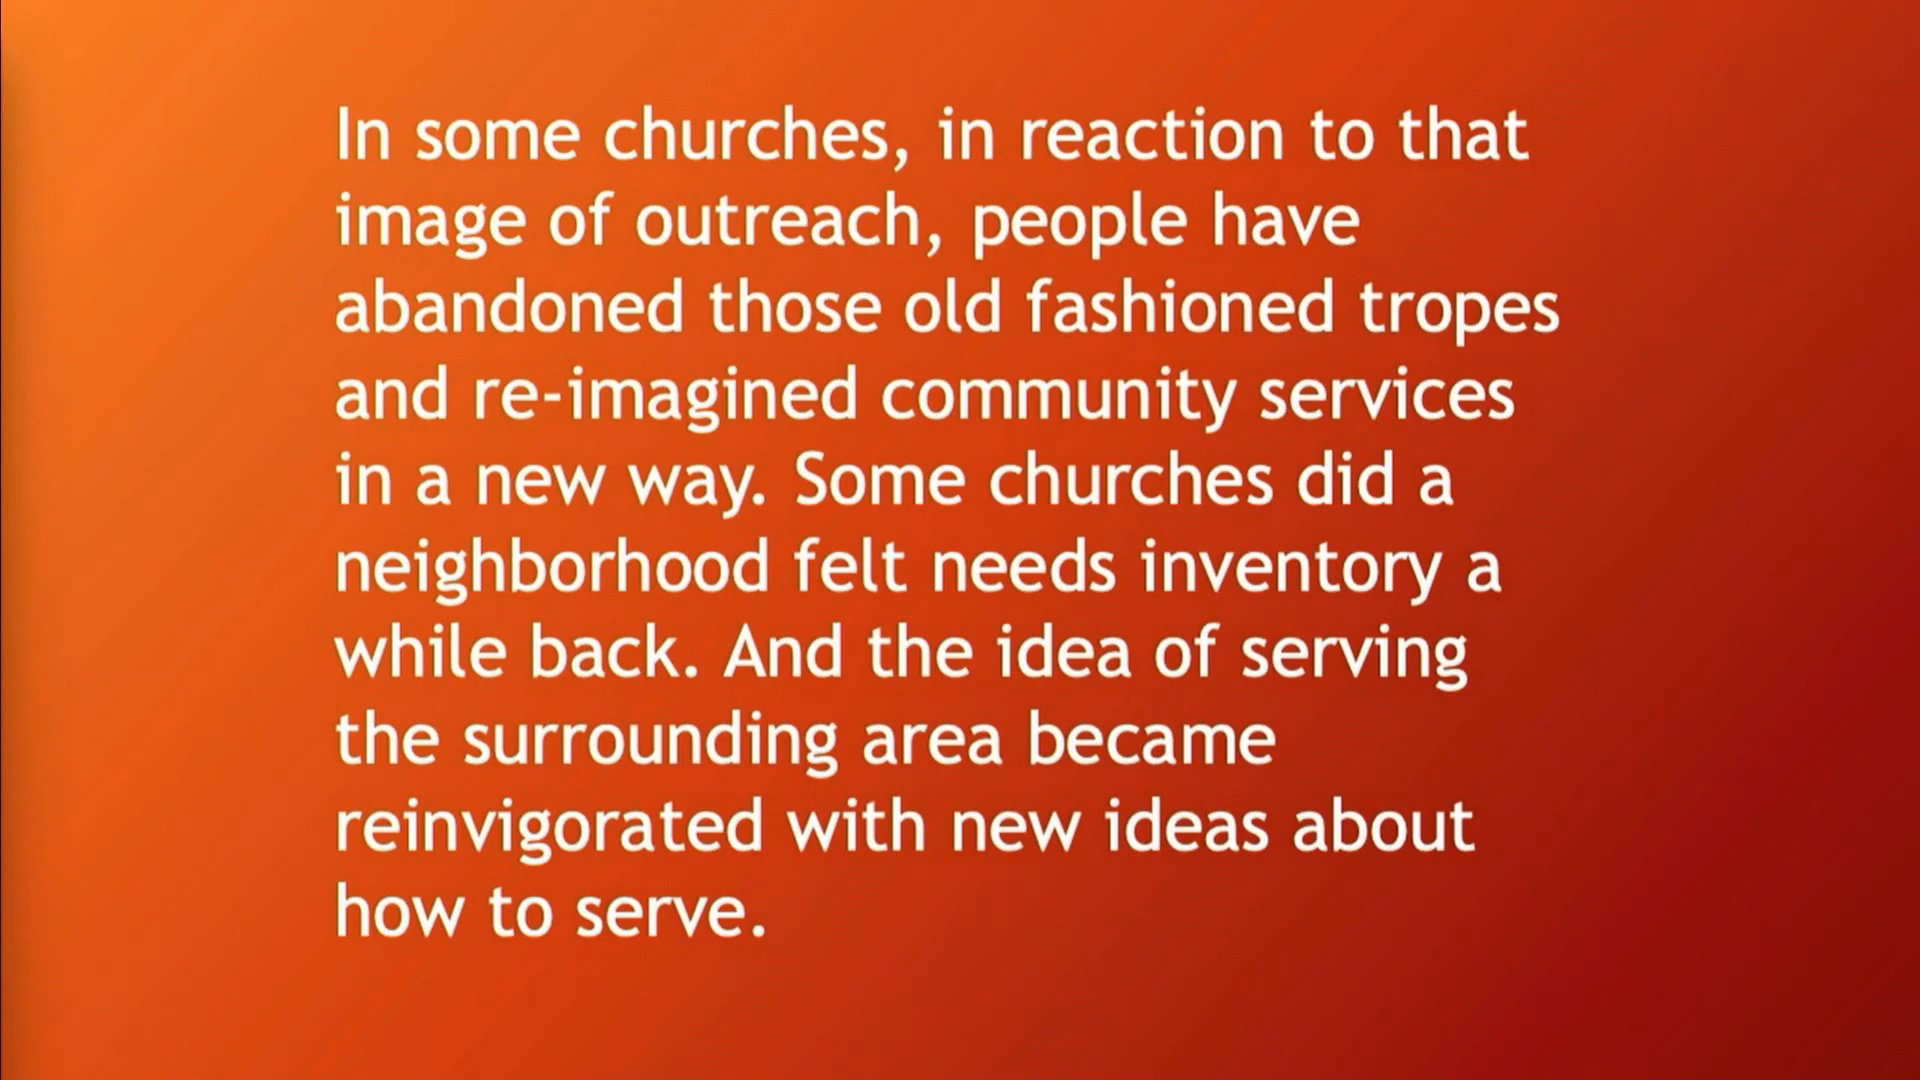 In some churches, in reaction to that
image of outreach, people have
abandoned those old fashioned tropes
and re-imagined community services
in a new way. Some churches did a
neighborhood felt needs inventory a
while back. And the idea of serving
the surrounding area became
reinvigorated with new ideas about
how to serve.